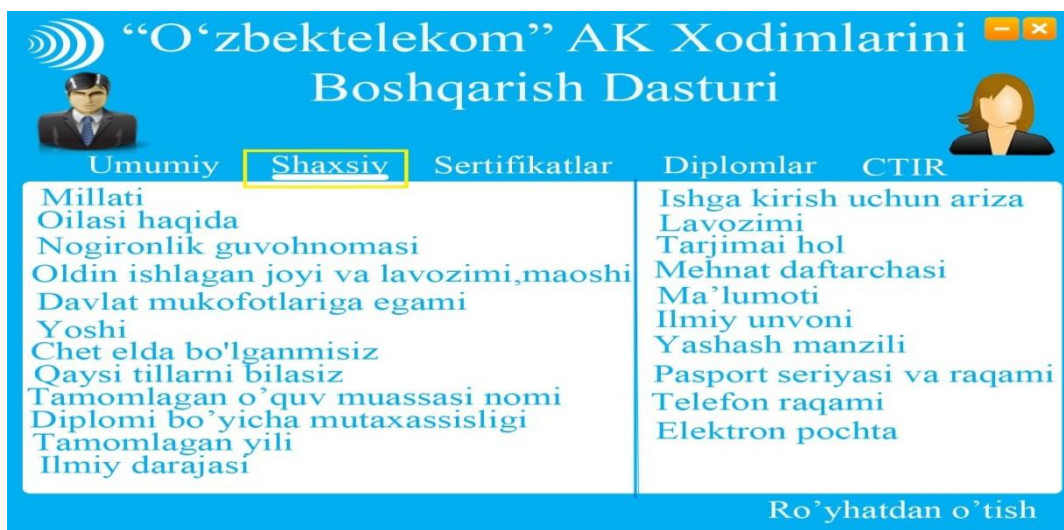 “O‘zbektelekom” AK Xodimlarini
Boshqarish Dasturi
Umumiy Shaxsiy Sertifikatlar Diplomlar CTIR
Millati
Oilasi haqida
Nogironlik guvohnomasi
Oldin ishlagan joyi va lavozimi,maoshi
Davlat mukofotlariga egami
Yoshi
Chet elda bo'lganmisiz
Qaysi tillarni bilasiz
Tamomlagan o’quv muassasi nomi
Diplomi bo’yicha mutaxassisligi
Tamomlagan yili
Ilmiy darajasi
Ishga kirish uchun ariza
Lavozimi
Tarjimai hol
Mehnat daftarchasi
Ma’lumoti
Ilmiy unvoni
Yashash manzili
Pasport seriyasi va raqami
Telefon raqami
Elektron pochta
Ro’yhatdan o’tish